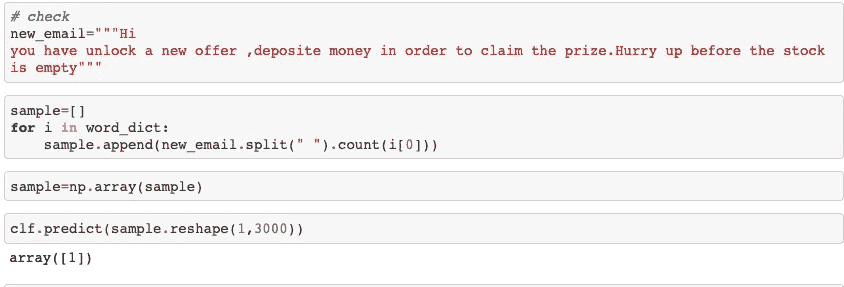 # check
new_email="""Hi
you have unlock a new offer ,deposite money in order to claim the prize.Hurry up before the stock
is empty"""
sample=[]
for i in word_dict:
    sample.append(new_email.split(" ").count(i[0]))
sample=np.array(sample)
clf.predict(sample.reshape(1,3000))
array([1])